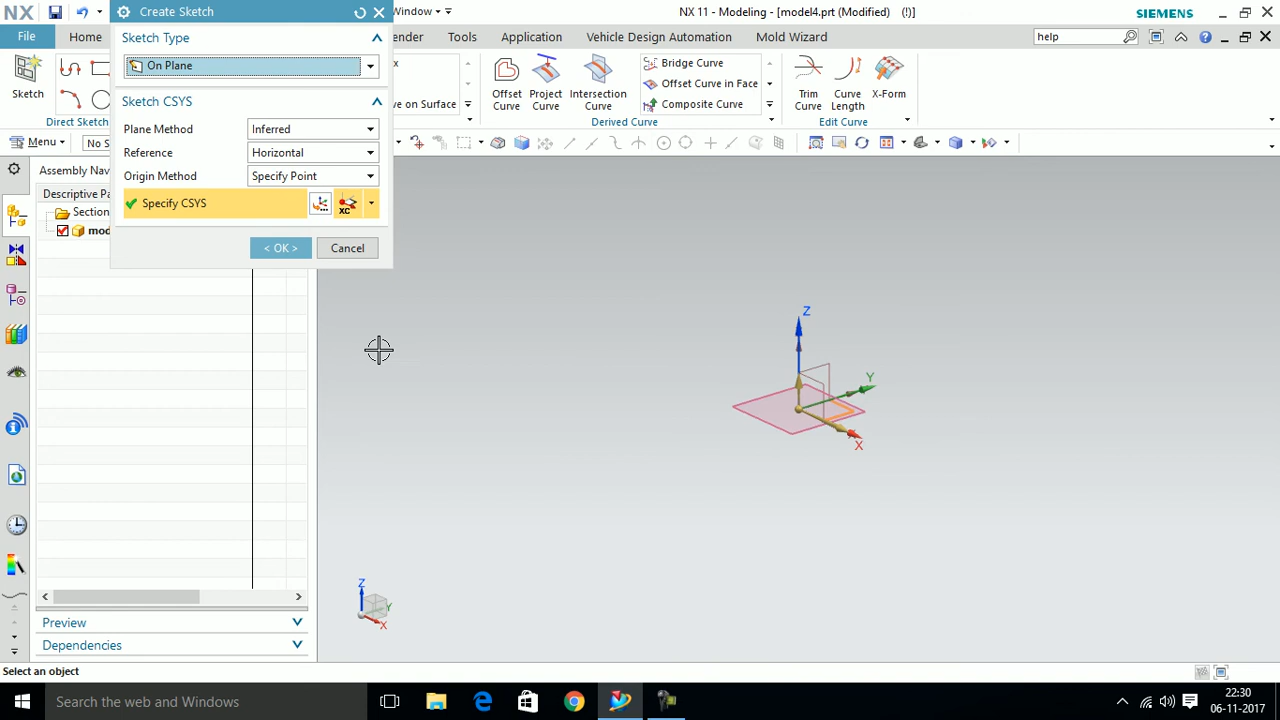 NX
Window
NX 11 - Modeling - [model4.prt (Modified) (!)]
SIEMENS
Create Sketch
File
Home
ender
Tools
Application
Vehicle Design Automation
Mold Wizard
help
Sketch Type
On Plane
Sketch
Direct Sketch
x
ve on Surface
Offset
Curve
Project
Curve
Intersection
Curve
Bridge Curve
Offset Curve in Face
Composite Curve
Derived Curve
Trim
Curve
Curve
Length
X-Form
Edit Curve
Sketch CSYS
Plane Method
Inferred
Reference
Horizontal
Origin Method
Specify Point
Specify CSYS
XC
< OK >
Cancel
Menu
No S
Assembly Nav
Descriptive Pa
Section
mod
Z
Y
X
Z
Y
X
Preview
Dependencies
Select an object
Search the web and Windows
22:30
06-11-2017